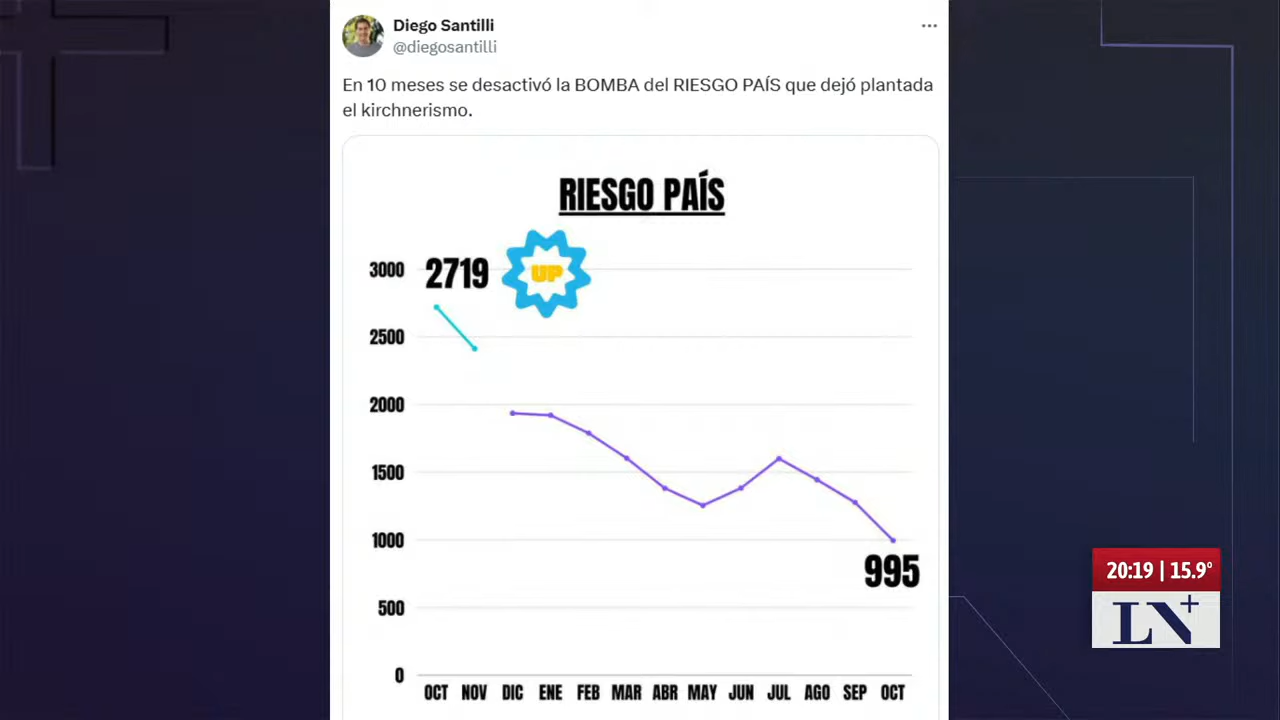 Diego Santilli
@diegosantilli
En 10 meses se desactivó la BOMBA del RIESGO PAÍS que dejó plantada
el kirchnerismo.
RIESGO PAÍS
2719
UP
3000
2500
2000
1500
1000
995
500
0
OCT NOV DIC ENE FEB MAR ABR MAY JUN JUL AGO SEP OCT
20:19 | 15.9°
LN+